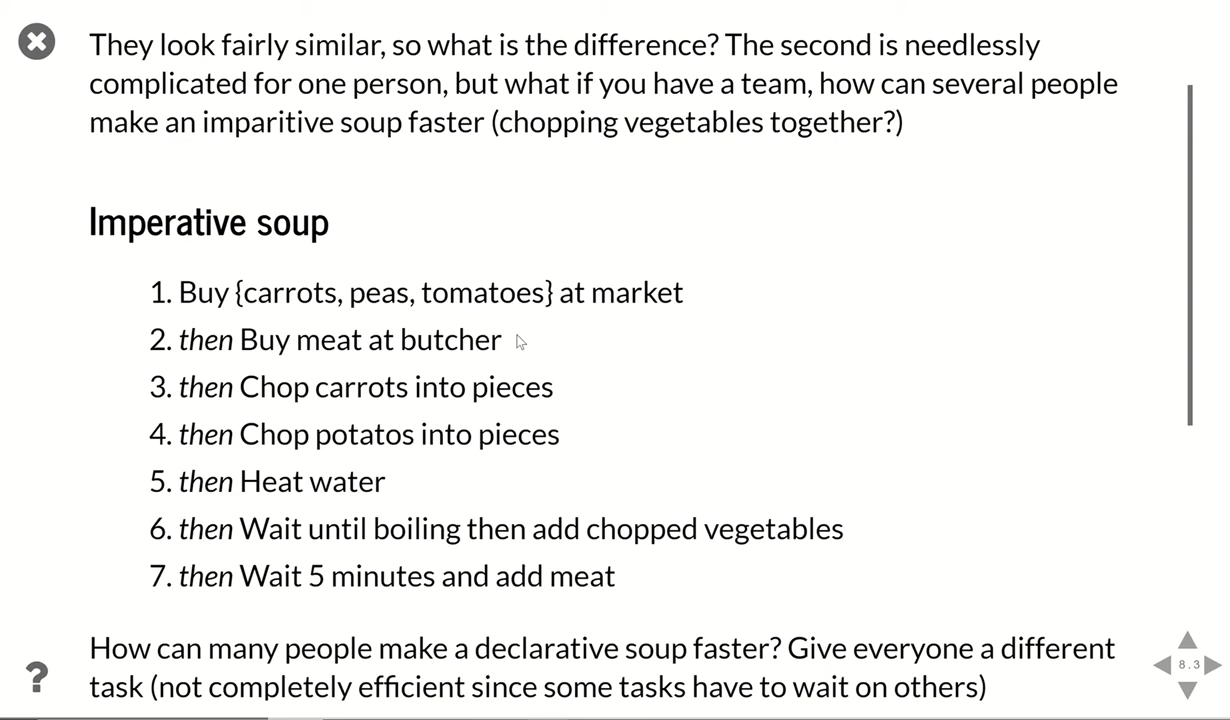 They look fairly similar, so what is the difference? The second is needlessly
complicated for one person, but what if you have a team, how can several people
make an imparitive soup faster (chopping vegetables together?)
Imperative soup
1. Buy {carrots, peas, tomatoes} at market
2. then Buy meat at butcher
3. then Chop carrots into pieces
4. then Chop potatos into pieces
5. then Heat water
6. then Wait until boiling then add chopped vegetables
7. then Wait 5 minutes and add meat
How can many people make a declarative soup faster? Give everyone a different
task (not completely efficient since some tasks have to wait on others)
?
8.3